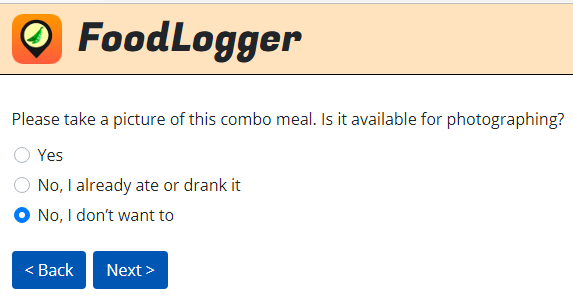 FoodLogger
Please take a picture of this combo meal. Is it available for photographing?
Yes
No, I already ate or drank it
No, I don’t want to
< Back
Next >